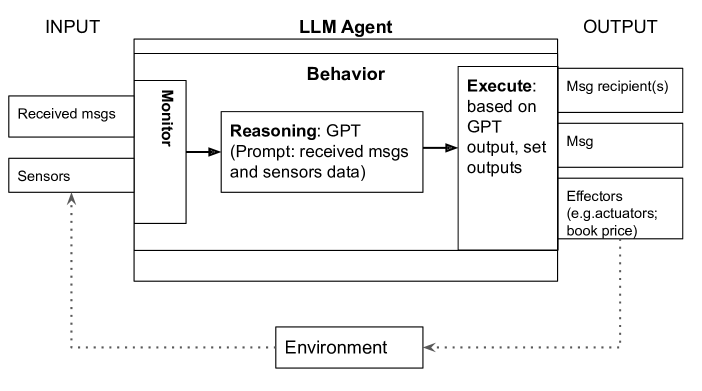 INPUT
LLM Agent
OUTPUT
Behavior
Received msgs
Sensors
Monitor
Reasoning: GPT
(Prompt: received msgs
and sensors data)
Execute:
based on
GPT
output, set
outputs
Msg recipient(s)
Msg
Effectors
(e.g.actuators;
book price)
Environment